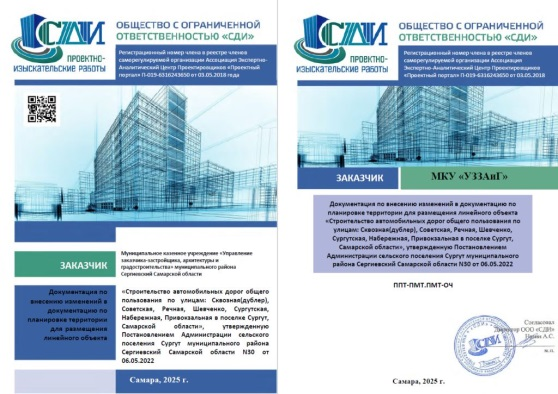 СДИ
ПРОЕКТНО-
ИЗЫСКАТЕЛЬСКИЕ РАБОТЫ
ОБЩЕСТВО С ОГРАНИЧЕННОЙ
ОТВЕТСТВЕННОСТЬЮ «СДИ»
Регистрационный номер члена в реестре членов
саморегулируемой организации Ассоциация Экспертно-
Аналитический Центр Проектировщиков «Проектный
портал» П-019-6316243650 от 03.05.2018 года
ЗАКАЗЧИК
Муниципальное казенное учреждение «Управление
заказчика-застройщика, архитектуры и
градостроительства» муниципального района
Сергиевский Самарской области
Документация по
внесению изменений в
документацию по
планировке территории
для размещения
линейного объекта
«Строительство автомобильных дорог общего
пользования по улицам: Сквозная(дублер),
Советская, Речная, Шевченко, Сургутская,
Набережная, Привокзальная в поселке Сургут,
Самарской области», утвержденную
Постановлением Администрации сельского
поселения Сургут муниципального района
Сергиевский Самарской области N30 от
06.05.2022
Самара, 2025 г.
СДИ
ПРОЕКТНО-
ИЗЫСКАТЕЛЬСКИЕ РАБОТЫ
ОБЩЕСТВО С ОГРАНИЧЕННОЙ
ОТВЕТСТВЕННОСТЬЮ «СДИ»
Регистрационный номер члена в реестре членов
саморегулируемой организации Ассоциация
Экспертно-Аналитический Центр Проектировщиков
«Проектный портал» П-019-6316243650 от 03.05.2018
ЗАКАЗЧИК
МКУ «УЗЗАиГ»
Документация по внесению изменений в документацию по
планировке территории для размещения линейного объекта
«Строительство автомобильных дорог общего пользования по
улицам: Сквозная(дублер), Советская, Речная, Шевченко,
Сургутская, Набережная, Привокзальная в поселке Сургут,
Самарской области», утвержденную Постановлением
Администрации сельского поселения Сургут муниципального
района Сергиевский Самарской области N30 от 06.05.2022
ППТ-ПМТ.ПМТ-ОЧ
Согласовал
Директор ООО «СДИ»
А.С.
М.П.
СДИ
Самара, 2025 г.